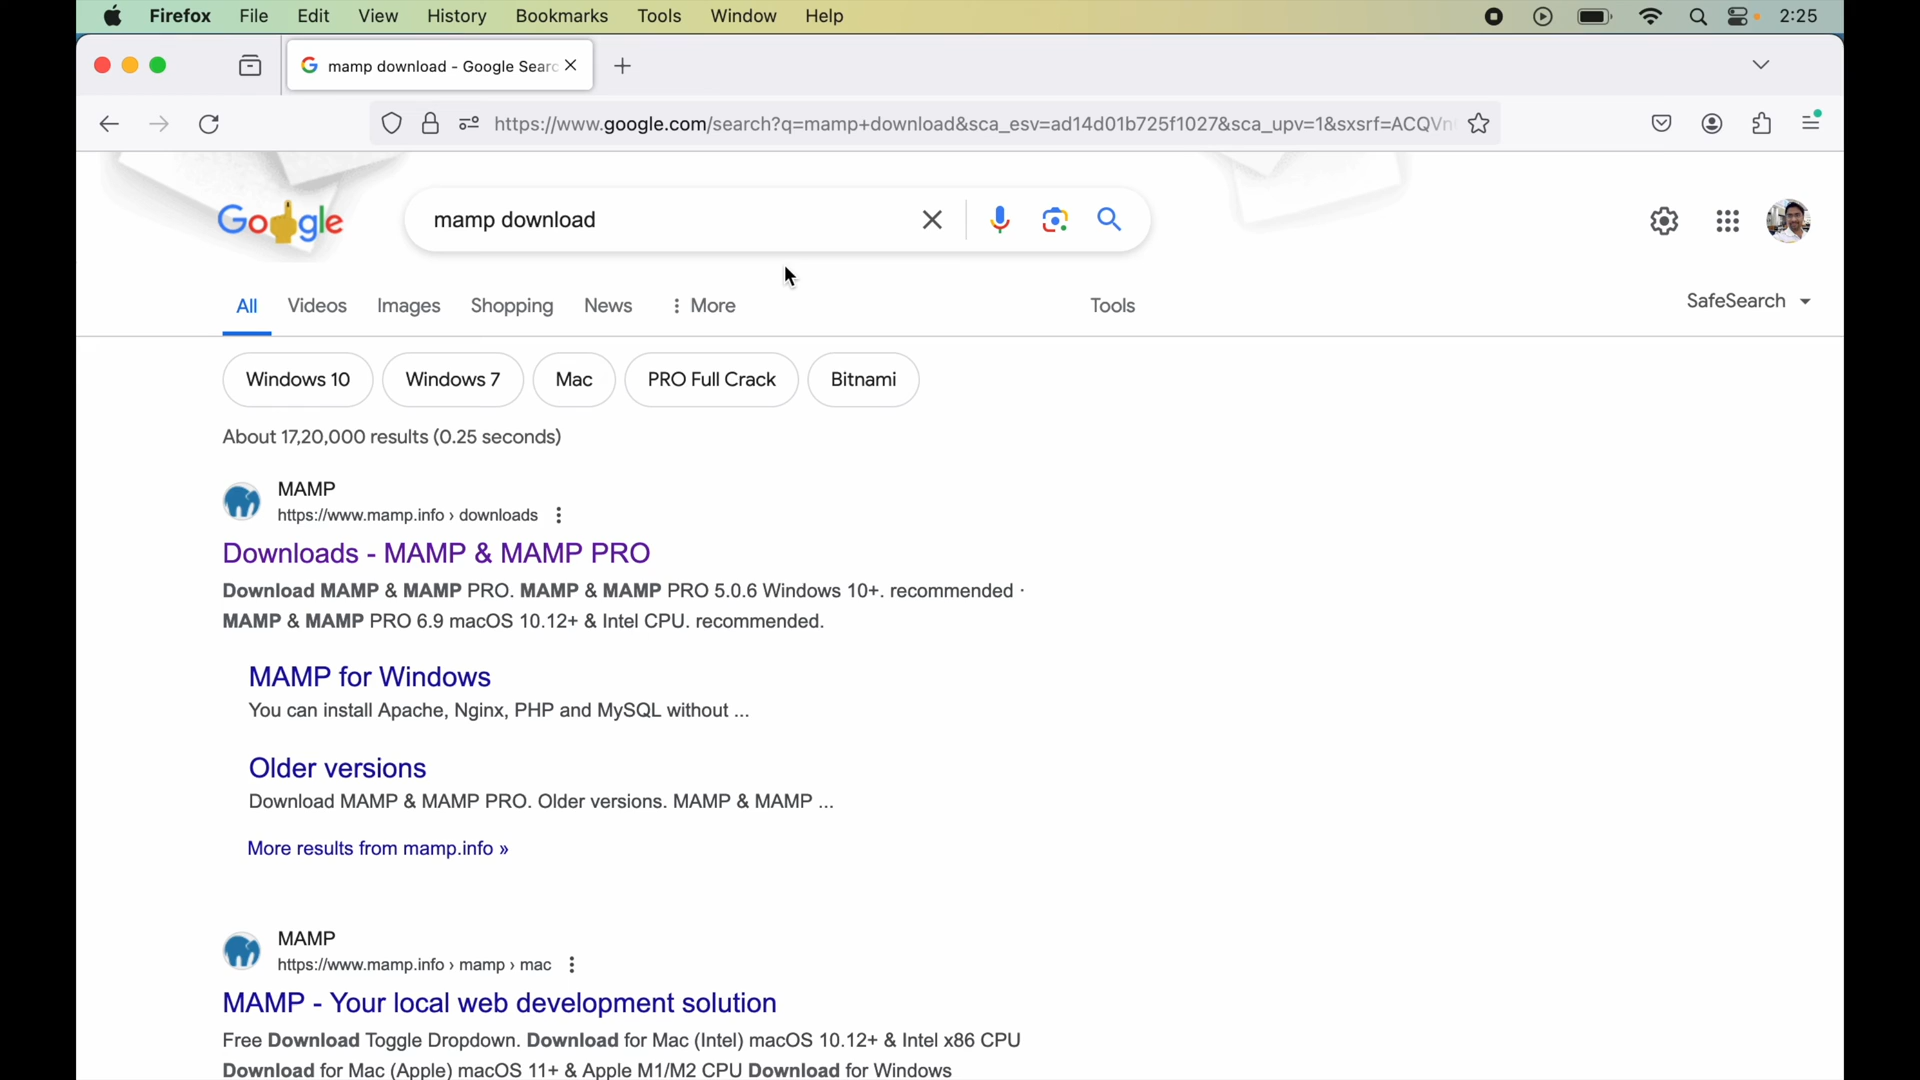 Firefox File Edit View History Bookmarks Tools Window Help 2:25
mamp download - Google Sear
https://www.google.com/search?q=mamp+download&sca_esv=ad14d01b725f1027&sca_upv=1&sxsrf=ACQVn
Google mamp download
All Videos Images Shopping News More Tools SafeSearch
Windows 10 Windows 7 Mac PRO Full Crack Bitnami
About 17,20,000 results (0.25 seconds)
MAMP
https://www.mamp.info › downloads
Downloads - MAMP & MAMP PRO
Download MAMP & MAMP PRO. MAMP & MAMP PRO 5.0.6 Windows 10+. recommended ·
MAMP & MAMP PRO 6.9 macOS 10.12+ & Intel CPU. recommended.
MAMP for Windows
You can install Apache, Nginx, PHP and MySQL without ...
Older versions
Download MAMP & MAMP PRO. Older versions. MAMP & MAMP ...
More results from mamp.info »
MAMP
https://www.mamp.info › mamp › mac
MAMP - Your local web development solution
Free Download Toggle Dropdown. Download for Mac (Intel) macOS 10.12+ & Intel x86 CPU
Download for Mac (Apple) macOS 11+ & Apple M1/M2 CPU Download for Windows